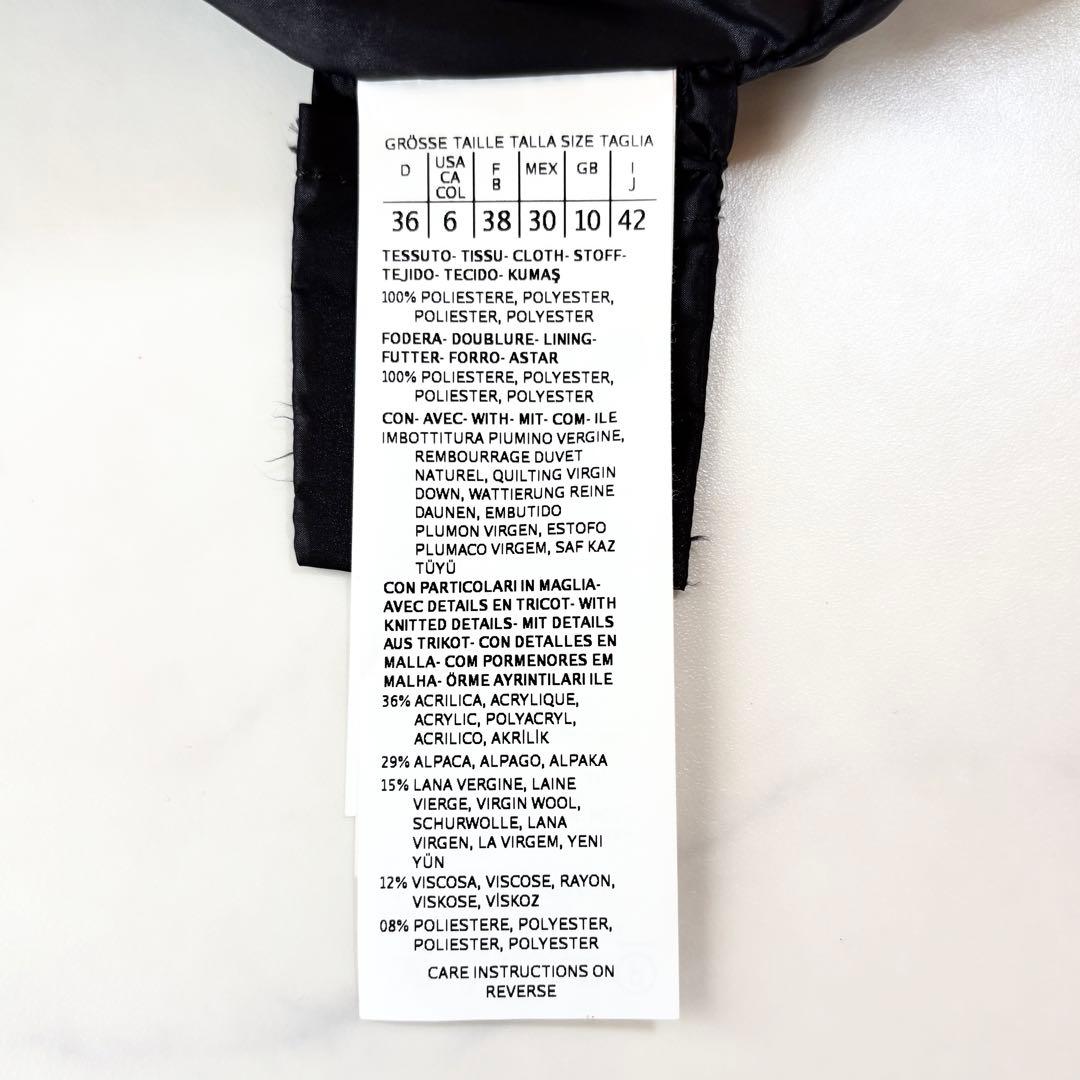 GRÖSSE TAILLE TALLA SIZE TAGLIA
D USA CA COL F B MEX GB I J
36 6 38 30 10 42
TESSUTO- TISSU- CLOTH- STOFF-
TEJIDO- TECIDO- KUMAŞ
100% POLIESTERE, POLYESTER,
POLIESTER, POLYESTER
FODERA- DOUBLURE- LINING-
FUTTER- FORRO- ASTAR
100% POLIESTERE, POLYESTER,
POLIESTER, POLYESTER
CON- AVEC- WITH- MIT- COM- ILE
IMBOTTITURA PIUMINO VERGINE,
REMBOURRAGE DUVET
NATUREL, QUILTING VIRGIN
DOWN, WATTIERUNG REINE
DAUNEN, EMBUTIDO
PLUMON VIRGEN, ESTOFO
PLUMACO VIRGEM, SAF KAZ
TÜYÜ
CON PARTICOLARI IN MAGLIA-
AVEC DETAILS EN TRICOT- WITH
KNITTED DETAILS- MIT DETAILS
AUS TRIKOT- CON DETALLES EN
MALLA- COM PORMENORES EM
MALHA- ÖRME AYRINTILARI ILE
36% ACRILICA, ACRYLIQUE,
ACRYLIC, POLYACRYL,
ACRILICO, AKRİLİK
29% ALPACA, ALPAGO, ALPAKA
15% LANA VERGINE, LAINE
VIERGE, VIRGIN WOOL,
SCHURWOLLE, LANA
VIRGEN, LA VIRGEM, YENI
YÜN
12% VISCOSA, VISCOSE, RAYON,
VISKOSE, VİSKOZ
08% POLIESTERE, POLYESTER,
POLIESTER, POLYESTER
CARE INSTRUCTIONS ON
REVERSE